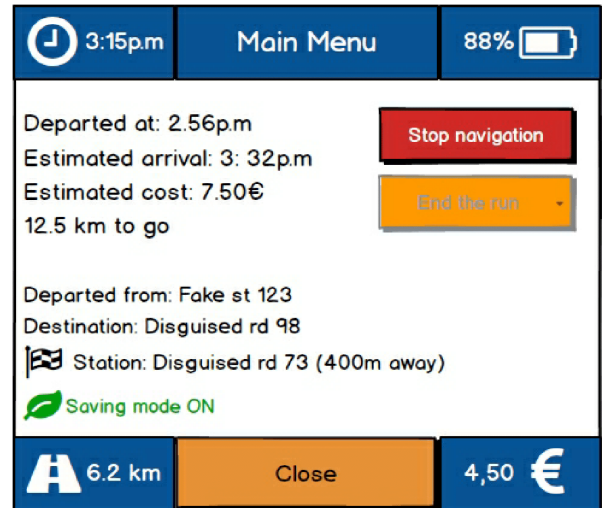 3:15p.m
Main Menu
88%
Departed at: 2.56p.m
Estimated arrival: 3: 32p.m
Estimated cost: 7.50€
12.5 km to go
Stop navigation
End the run
Departed from: Fake st 123
Destination: Disguised rd 98
Station: Disguised rd 73 (400m away)
Saving mode ON
6.2 km
Close
4,50 €